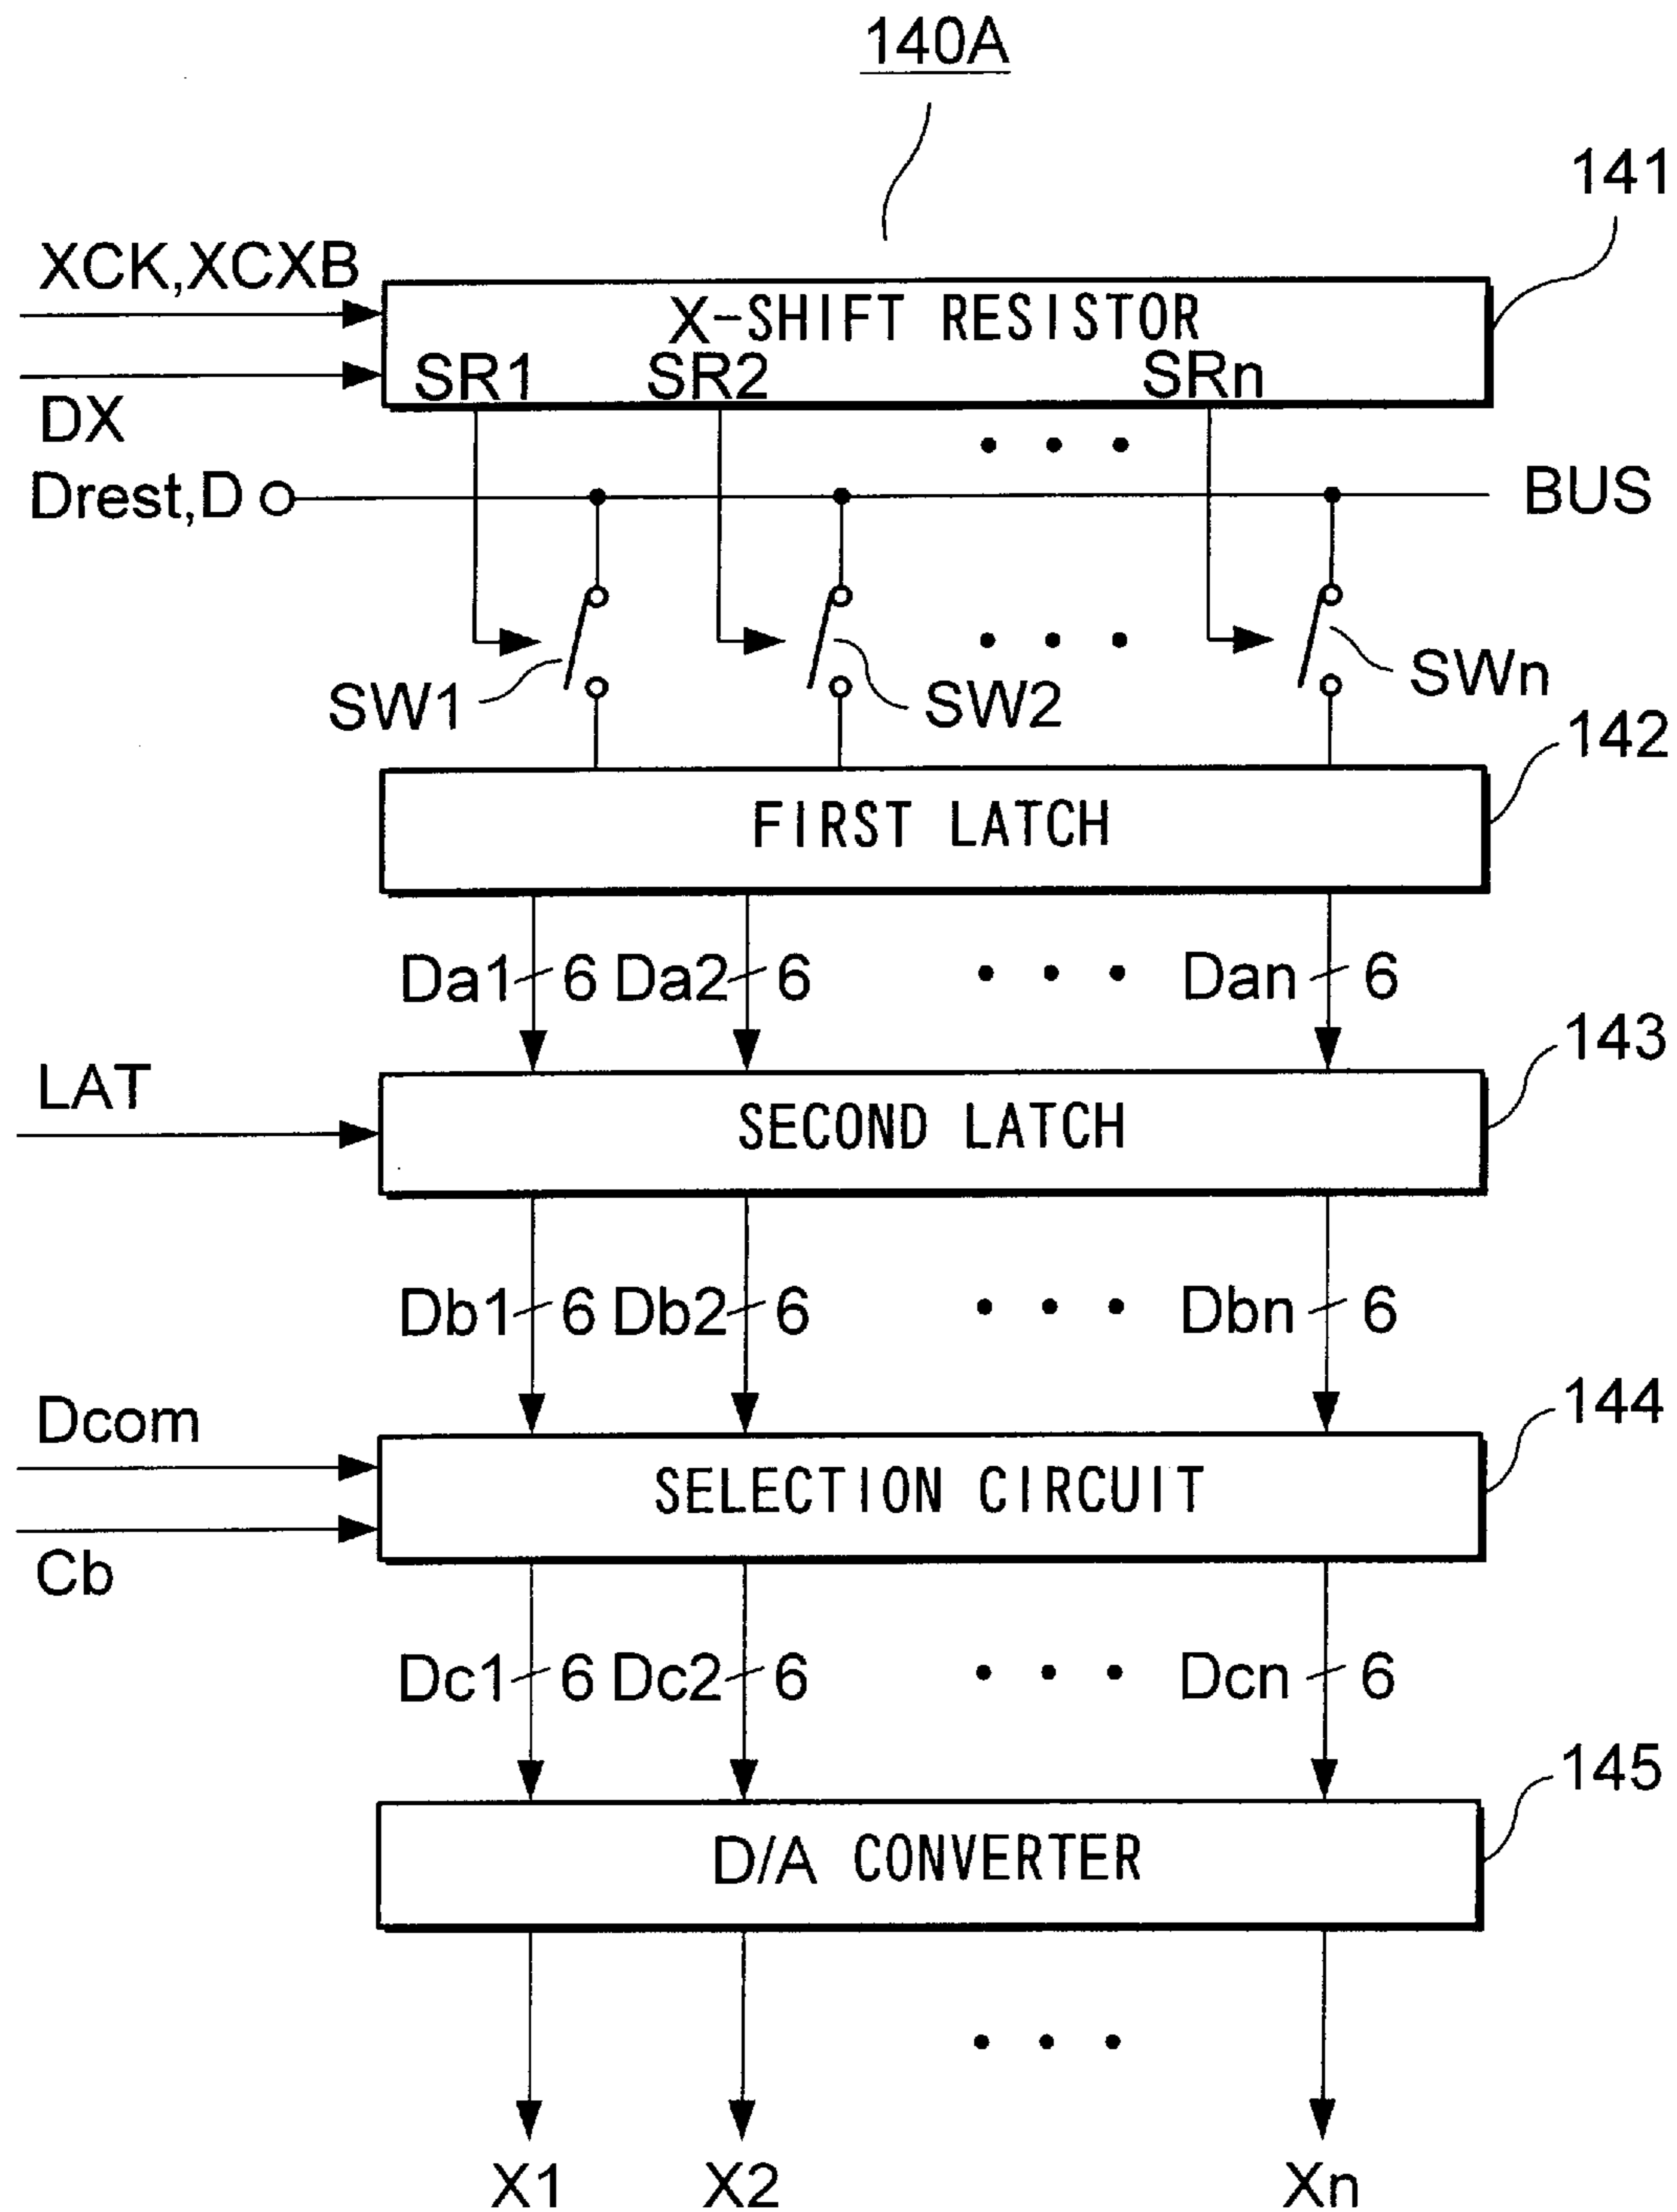 140A
141
XCK,XCXB
X-SHIFT RESISTOR
SR1 SR2 SRn
DX
Drest,D
BUS
SW1 SW2 SWn
142
FIRST LATCH
Da1 6 Da2 6 Dan 6
143
LAT
SECOND LATCH
Db1 6 Db2 6 Dbn 6
Dcom
144
SELECTION CIRCUIT
Cb
Dc1 6 Dc2 6 Dcn 6
145
D/A CONVERTER
X1 X2 Xn